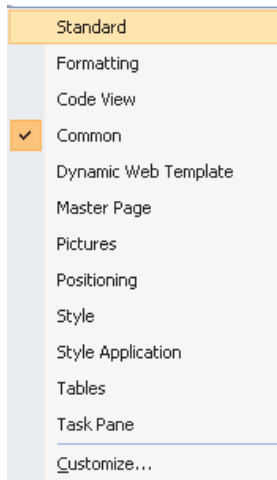 Standard
Formatting
Code View
Common
Dynamic Web Template
Master Page
Pictures
Positioning
Style
Style Application
Tables
Task Pane
Customize...